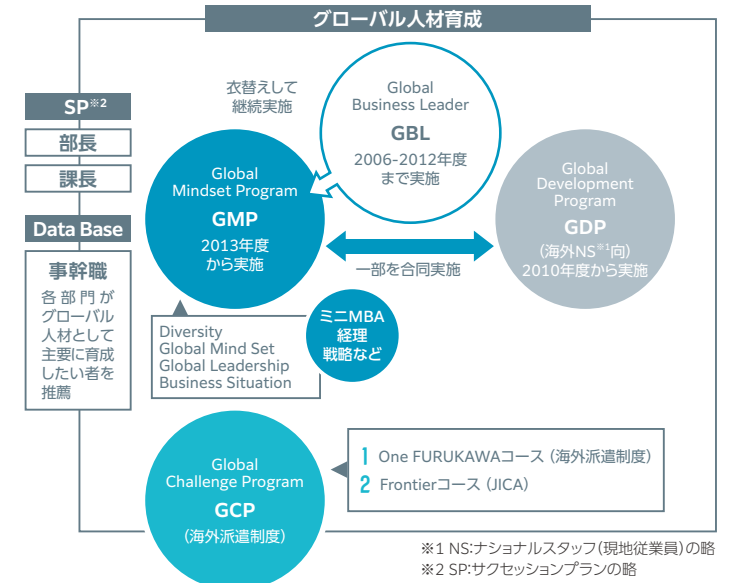 グローバル人材育成
SP※2
部長
課長
Data Base
事幹職
各部門が
グローバル
人材として
主要に育成
したい者を
推薦
衣替えして
継続実施
Global
Business Leader
GBL
2006-2012年度
まで実施
Global
Mindset Program
GMP
2013年度
から実施
一部を合同実施
Global
Development
Program
GDP
(海外NS※1向)
2010年度から実施
Diversity
Global Mind Set
Global Leadership
Business Situation
ミニMBA
経理
戦略など
Global
Challenge Program
GCP
(海外派遣制度)
1 One FURUKAWAコース(海外派遣制度)
2 Frontierコース(JICA)
※1 NS:ナショナルスタッフ(現地従業員)の略
※2 SP:サクセッションプランの略